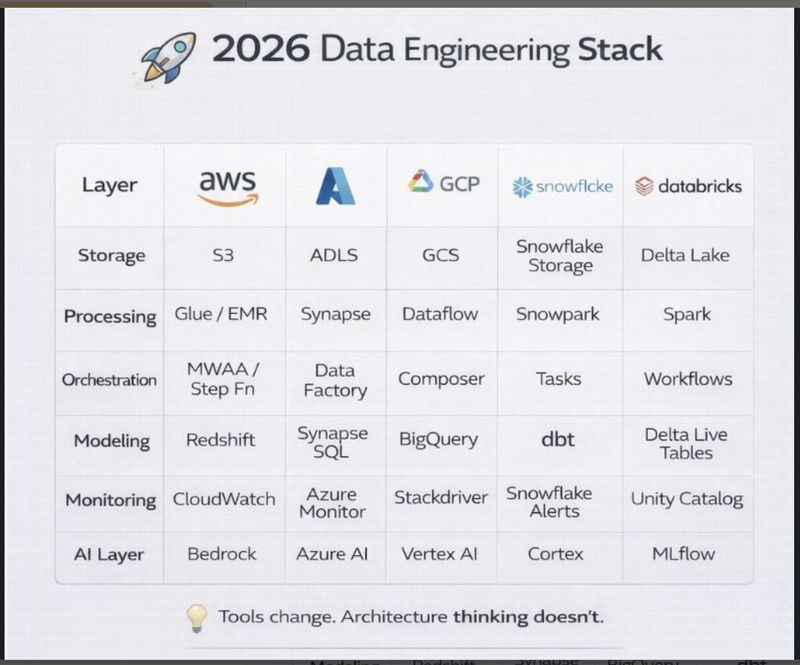 2026 Data Engineering Stack
Layer aws GCP snowflcke databricks
Storage S3 ADLS GCS Snowflake Storage Delta Lake
Processing Glue / EMR Synapse Dataflow Snowpark Spark
Orchestration MWAA / Step Fn Data Factory Composer Tasks Workflows
Modeling Redshift Synapse SQL BigQuery dbt Delta Live Tables
Monitoring CloudWatch Azure Monitor Stackdriver Snowflake Alerts Unity Catalog
AI Layer Bedrock Azure AI Vertex AI Cortex MLflow
Tools change. Architecture thinking doesn't.